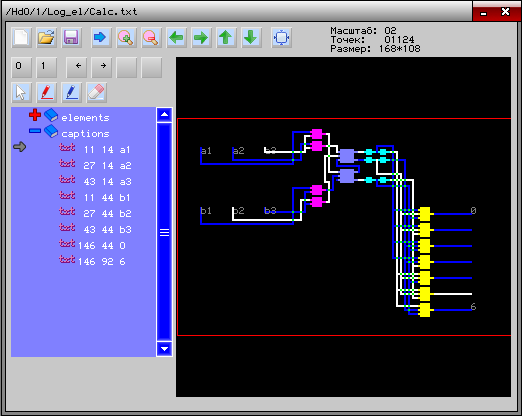 /Hd0/1/Log_el/Calc.txt
Масштаб: 02
Точек: 01124
Размер: 168*108
0 1
elements
captions
11 14 a1
27 14 a2
43 14 a3
11 44 b1
27 44 b2
43 44 b3
146 44 0
146 92 6
a1 a2 a3
b1 b2 b3
0
6